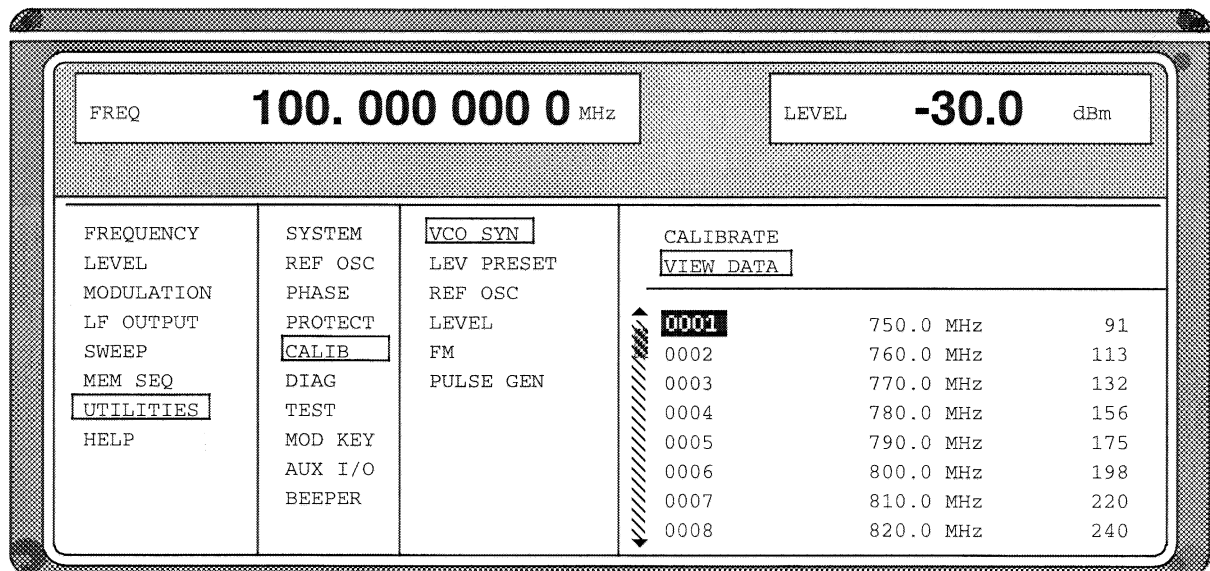 FREQ 100. 000 000 0 MHz LEVEL -30.0 dBm
FREQUENCY
LEVEL
MODULATION
LF OUTPUT
SWEEP
MEM SEQ
UTILITIES
HELP
SYSTEM
REF OSC
PHASE
PROTECT
CALIB
DIAG
TEST
MOD KEY
AUX I/O
BEEPER
VCO SYN
LEV PRESET
REF OSC
LEVEL
FM
PULSE GEN
CALIBRATE
VIEW DATA
0001 750.0 MHz 91
0002 760.0 MHz 113
0003 770.0 MHz 132
0004 780.0 MHz 156
0005 790.0 MHz 175
0006 800.0 MHz 198
0007 810.0 MHz 220
0008 820.0 MHz 240